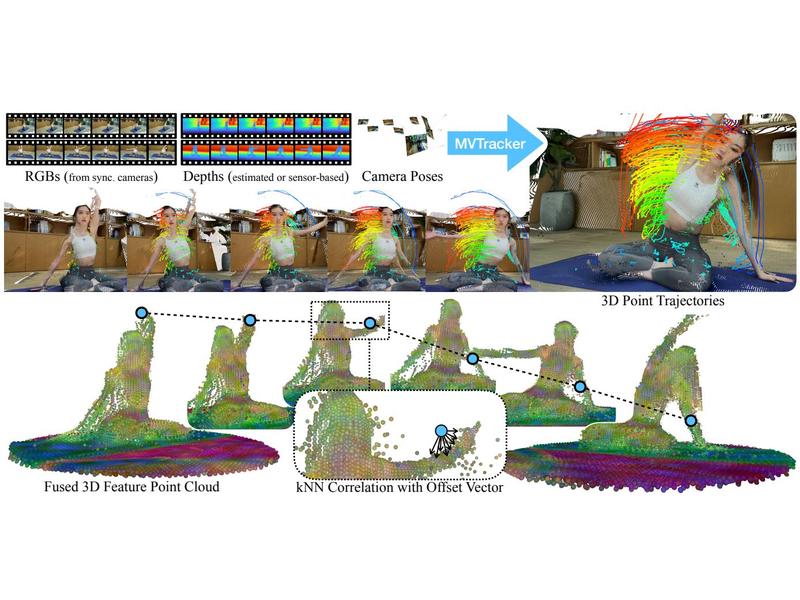 MVTracker
RGBs (from sync. cameras)
Depths (estimated or sensor-based)
Camera Poses
3D Point Trajectories
Fused 3D Feature Point Cloud
kNN Correlation with Offset Vector